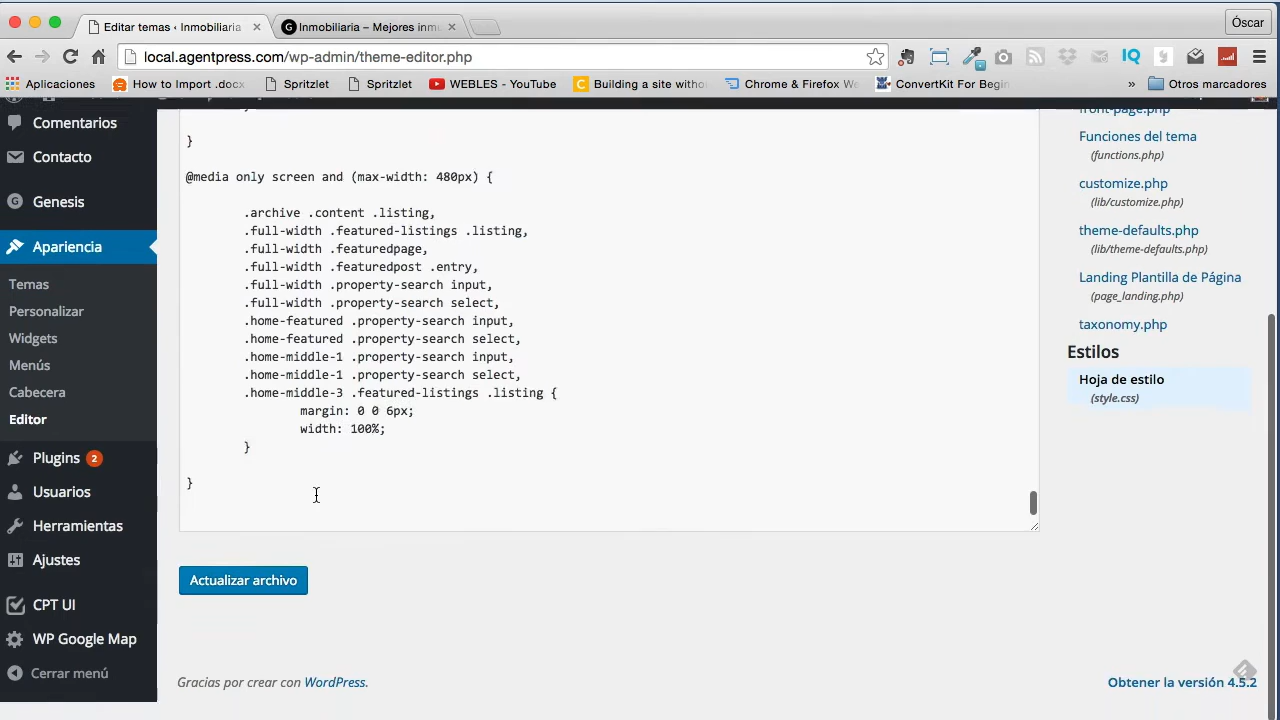 Editar temas ‹ Inmobiliaria
Inmobiliaria – Mejores inm
Óscar
local.agentpress.com/wp-admin/theme-editor.php
IQ
Aplicaciones
How to Import .docx
Spritzlet
Spritzlet
WEBLES - YouTube
Building a site witho
Chrome & Firefox W
ConvertKit For Begin
»
Otros marcadores
Comentarios
Contacto
Genesis
Apariencia
Temas
Personalizar
Widgets
Menús
Cabecera
Editor
Plugins 2
Usuarios
Herramientas
Ajustes
CPT UI
WP Google Map
Cerrar menú
}
@media only screen and (max-width: 480px) {
.archive .content .listing,
.full-width .featured-listings .listing,
.full-width .featuredpage,
.full-width .featuredpost .entry,
.full-width .property-search input,
.full-width .property-search select,
.home-featured .property-search input,
.home-featured .property-search select,
.home-middle-1 .property-search input,
.home-middle-1 .property-search select,
.home-middle-3 .featured-listings .listing {
margin: 0 0 6px;
width: 100%;
}
}
Actualizar archivo
front-page.php
Funciones del tema
(functions.php)
customize.php
(lib/customize.php)
theme-defaults.php
(lib/theme-defaults.php)
Landing Plantilla de Página
(page_landing.php)
taxonomy.php
Estilos
Hoja de estilo
(style.css)
Gracias por crear con WordPress.
Obtener la versión 4.5.2